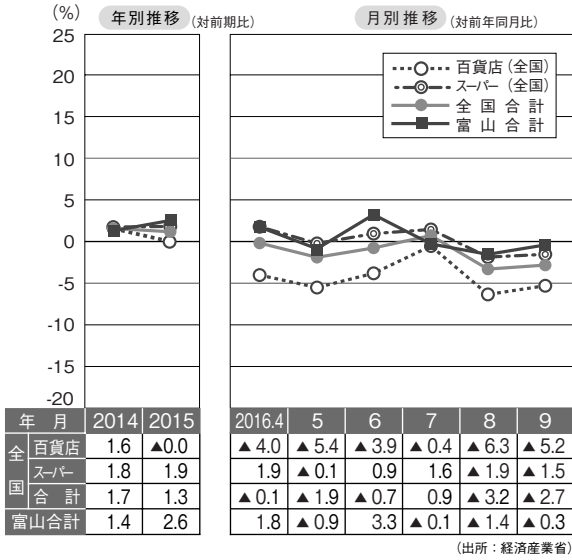 (%)
年別推移 (対前期比)
月別推移 (対前年同月比)
25
20
15
10
5
0
-5
-10
-15
-20
百貨店（全国）
スーパー（全国）
全国合計
富山合計
年 月 2014 2015 2016.4 5 6 7 8 9
全国 百貨店 1.6 ▲0.0 ▲4.0 ▲5.4 ▲3.9 ▲0.4 ▲6.3 ▲5.2
スーパー 1.8 1.9 1.9 ▲0.1 0.9 1.6 ▲1.9 ▲1.5
合計 1.7 1.3 ▲0.1 ▲1.9 ▲0.7 0.9 ▲3.2 ▲2.7
富山合計 1.4 2.6 1.8 ▲0.9 3.3 ▲0.1 ▲1.4 ▲0.3
(出所：経済産業省)